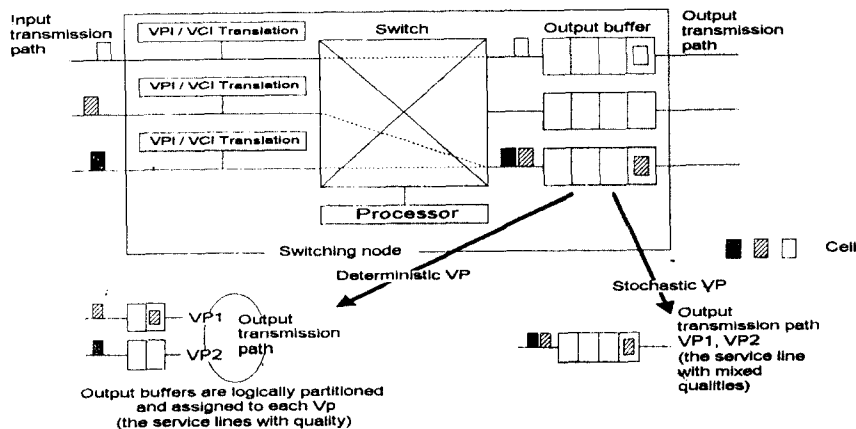 Input
transmission
path
VPI / VCI Translation
Switch
Output buffer
Output
transmission
path
VPI / VCI Translation
VPI / VCI Translation
Processor
Switching node
Cell
Deterministic VP
Stochastic VP
VP1
Output
transmission
path
VP2
Output buffers are logically partitioned
and assigned to each Vp
(the service lines with quality)
Output
transmission path
VP1, VP2
(the service line
with mixed
qualities)